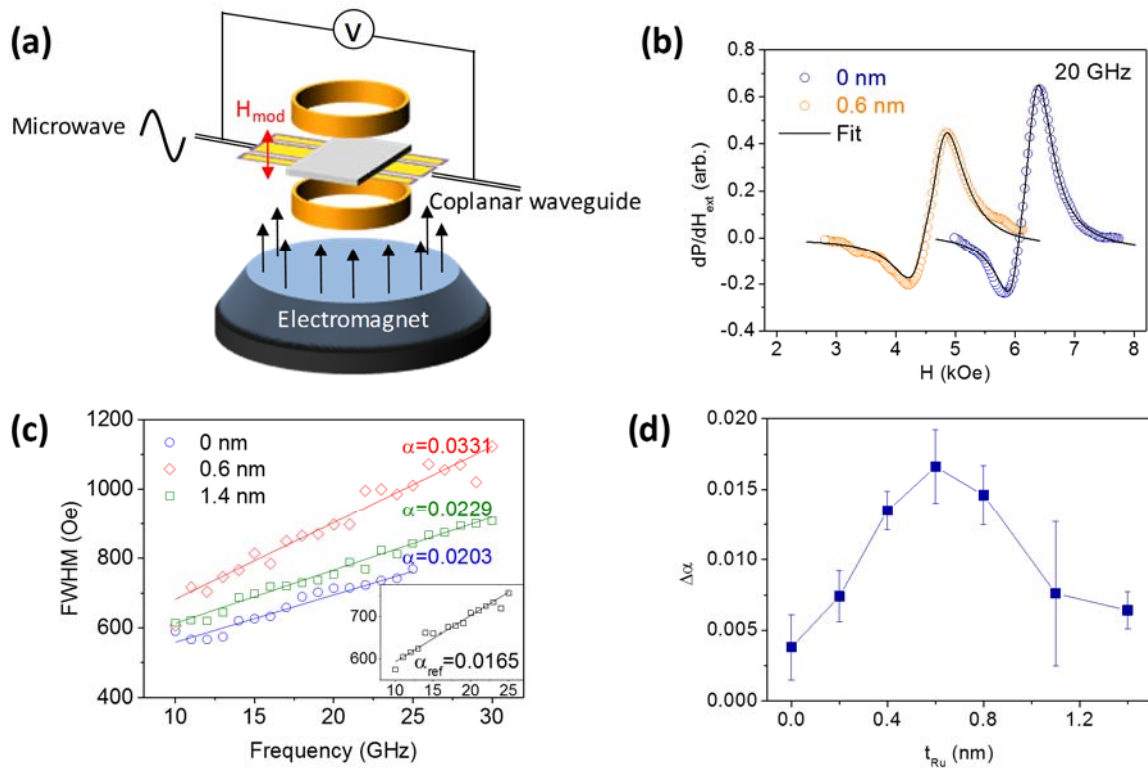 (a)
V
H_mod
Microwave
Coplanar waveguide
Electromagnet
(b)
0.8
0.6
0.4
0.2
0.0
-0.2
-0.4
dP/dH_ext (arb.)
0 nm
0.6 nm
Fit
20 GHz
2 3 4 5 6 7 8
H (kOe)
(c)
1200
1000
800
600
400
FWHM (Oe)
0 nm
0.6 nm
1.4 nm
α=0.0331
α=0.0229
α=0.0203
700
600
α_ref=0.0165
10 15 20 25
10 15 20 25 30
Frequency (GHz)
(d)
0.020
0.015
0.010
0.005
0.000
Δα
0.0 0.4 0.8 1.2
t_Ru (nm)